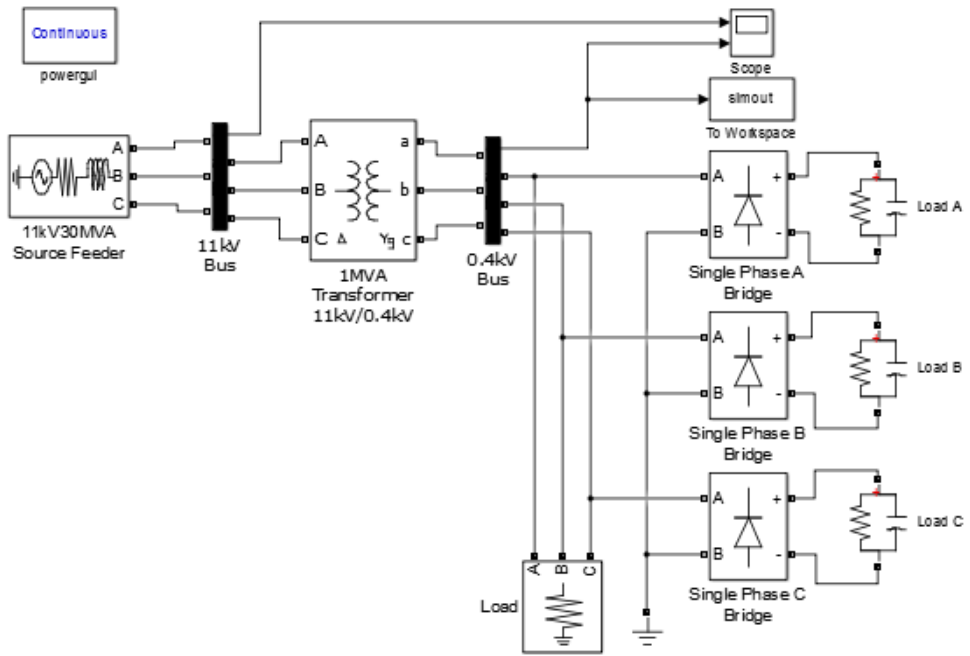 Continuous
powergui
Scope
simout
To Workspace
A
B
C
11kV30MVA
Source Feeder
11kV
Bus
A
B
C
a
b
c
Δ
Yg
1MVA
Transformer
11kV/0.4kV
0.4kV
Bus
A
B
+
-
Single Phase A
Bridge
Load A
A
B
+
-
Single Phase B
Bridge
Load B
A
B
+
-
Single Phase C
Bridge
Load C
A
B
C
Load